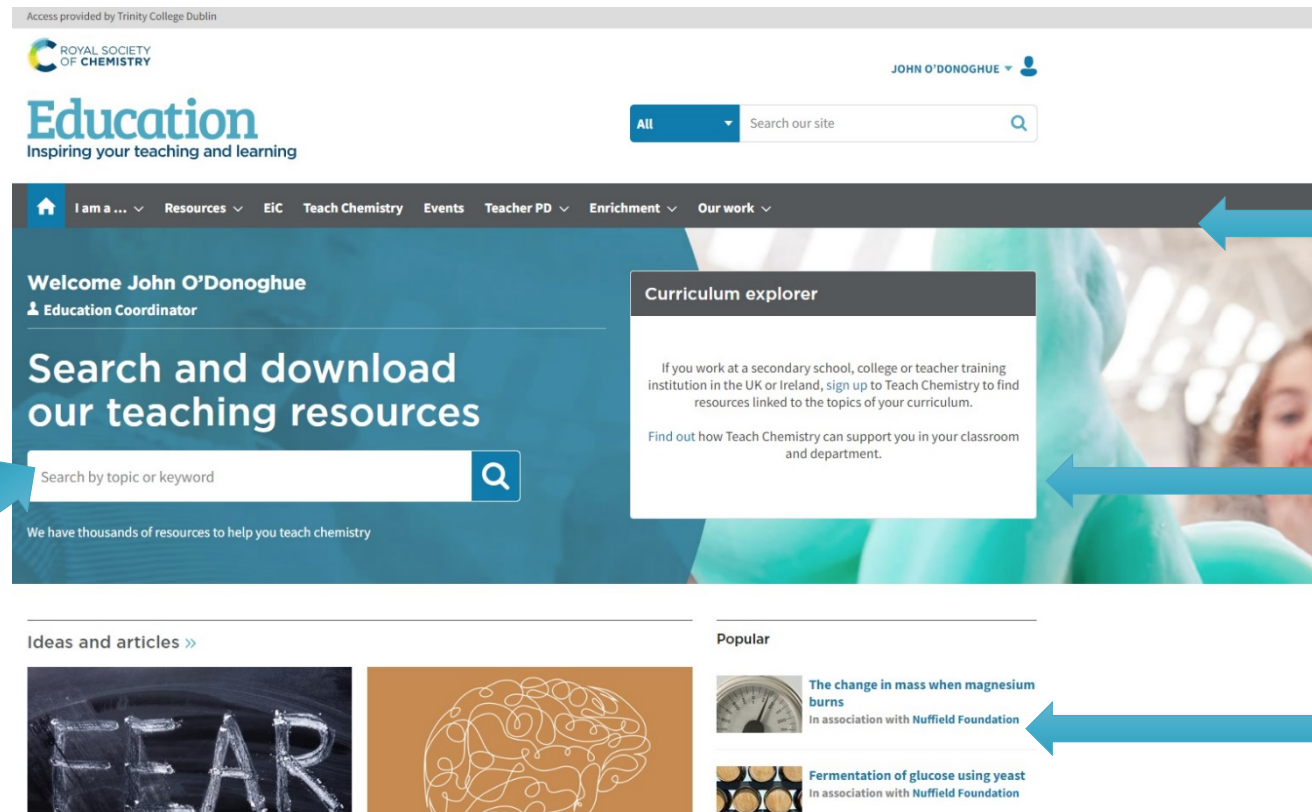 Access provided by Trinity College Dublin
ROYAL SOCIETY
OF CHEMISTRY
JOHN O'DONOGHUE
Education
Inspiring your teaching and learning
All
Search our site
I am a ...
Resources
EiC
Teach Chemistry
Events
Teacher PD
Enrichment
Our work
Welcome John O'Donoghue
Education Coordinator
Search and download
our teaching resources
Search by topic or keyword
We have thousands of resources to help you teach chemistry
Curriculum explorer
If you work at a secondary school, college or teacher training
institution in the UK or Ireland, sign up to Teach Chemistry to find
resources linked to the topics of your curriculum.
Find out how Teach Chemistry can support you in your classroom
and department.
Ideas and articles »
FEAR
Popular
The change in mass when magnesium
burns
In association with Nuffield Foundation
Fermentation of glucose using yeast
In association with Nuffield Foundation